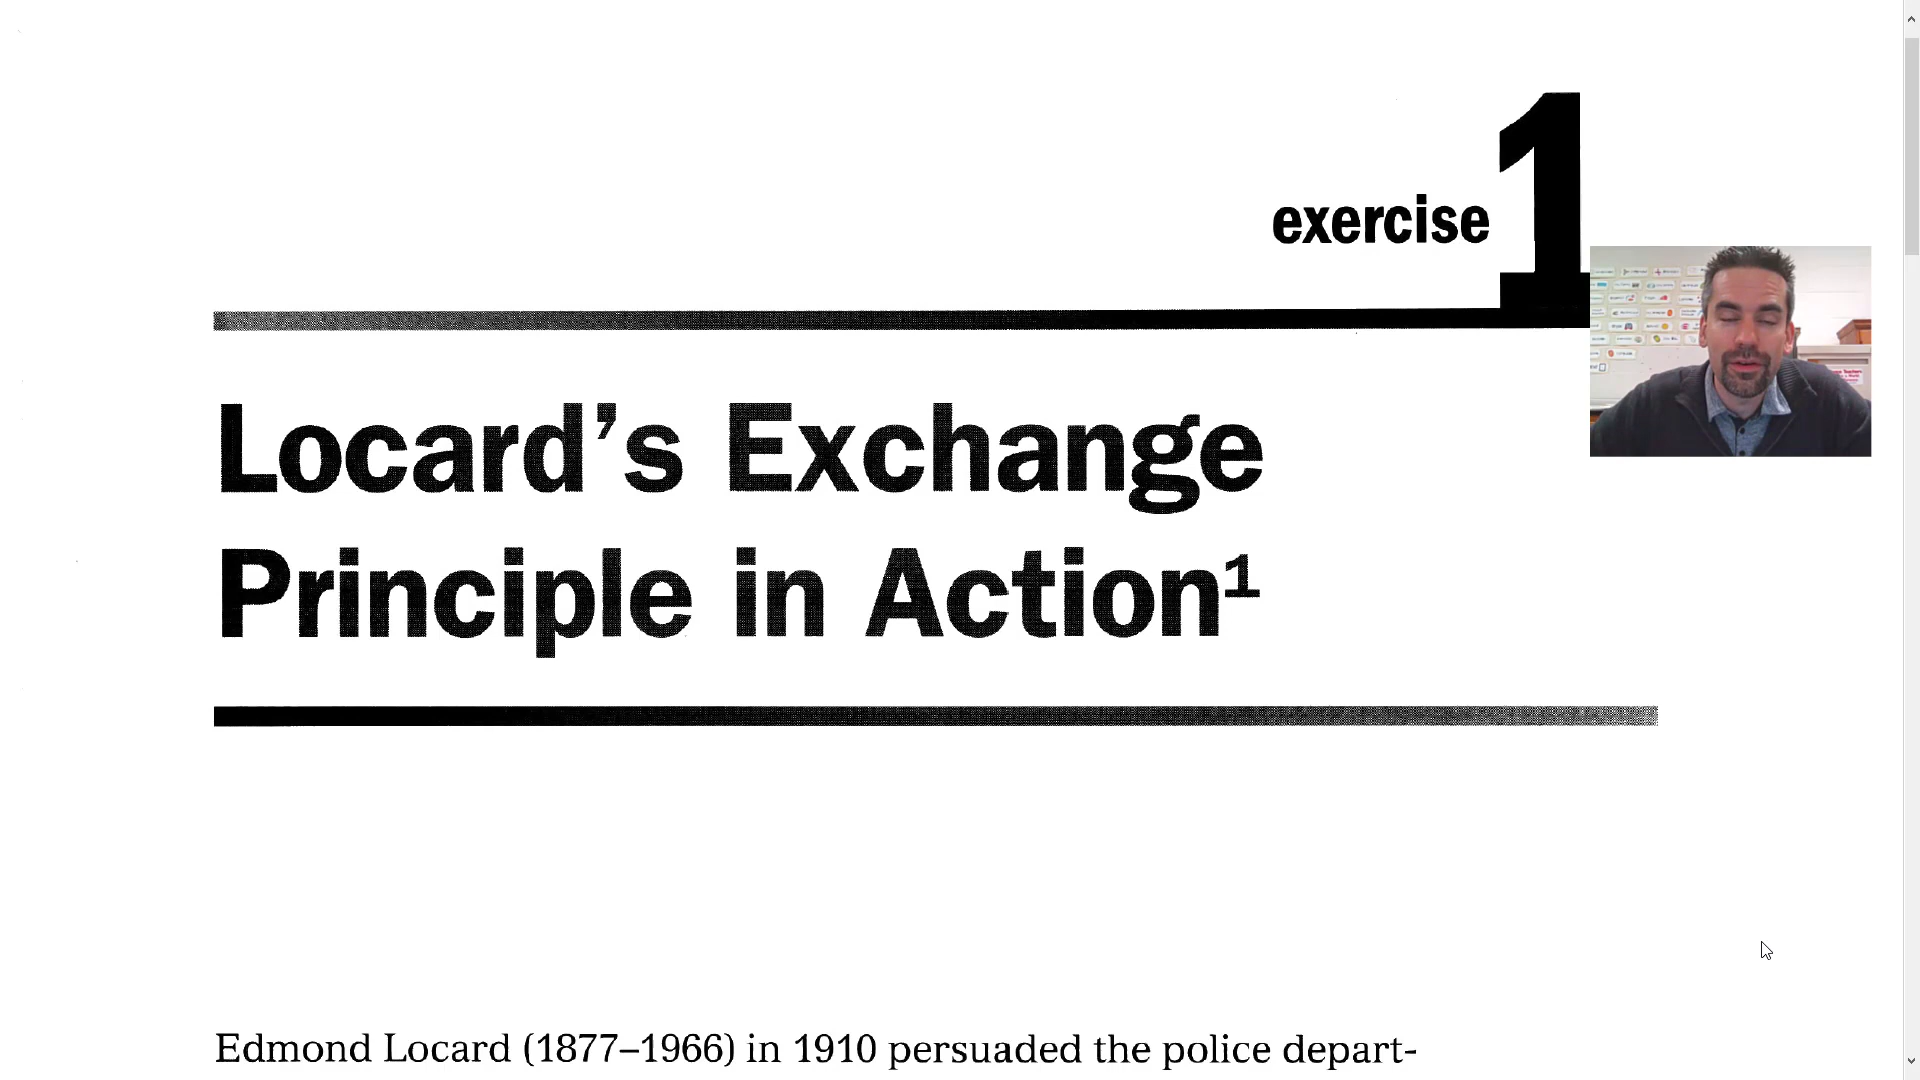 exercise 1
Locard's Exchange
Principle in Action¹
Edmond Locard (1877–1966) in 1910 persuaded the police depart-